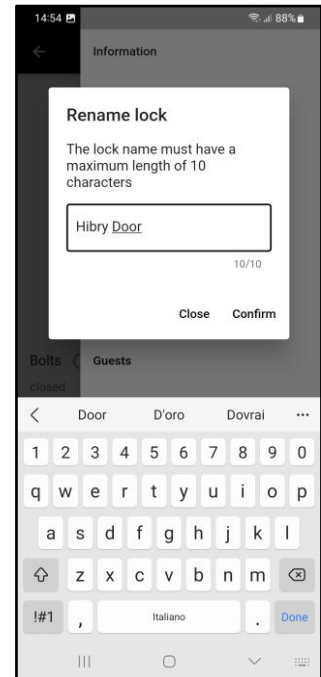 14:54 88%
Information
Rename lock
The lock name must have a
maximum length of 10
characters
Hibry Door
10/10
Close Confirm
Bolts Guests
closed
Door D'oro Dovrai ...
1 2 3 4 5 6 7 8 9 0
q w e r t y u i o p
a s d f g h j k l
z x c v b n m
!#1 , Italiano . Done